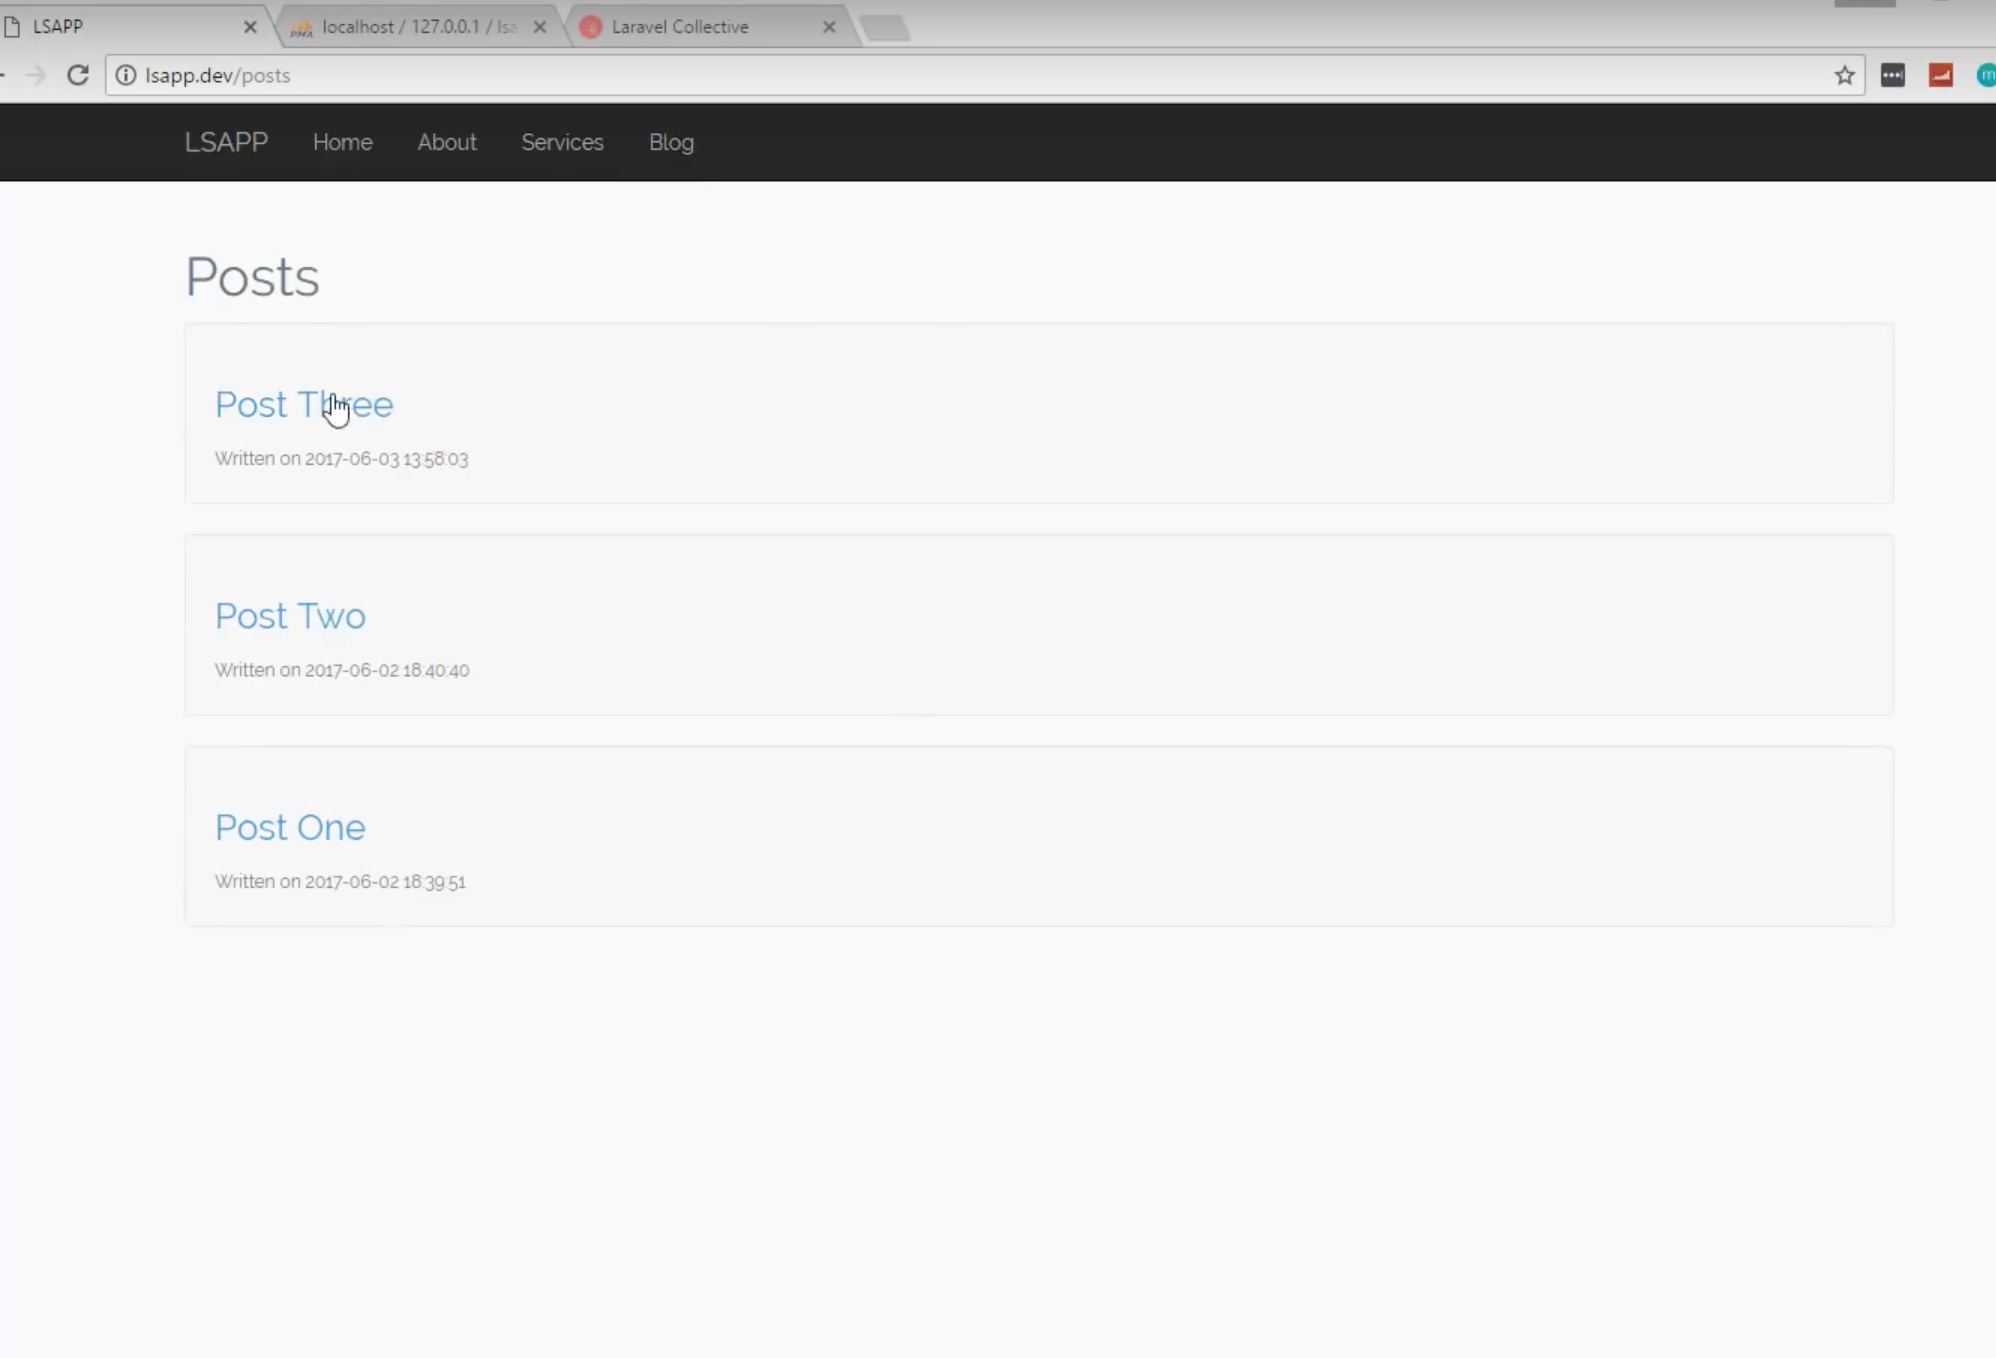 LSAPP
localhost / 127.0.0.1 / lsa
Laravel Collective
lsapp.dev/posts
LSAPP Home About Services Blog
Posts
Post Three
Written on 2017-06-03 13:58:03
Post Two
Written on 2017-06-02 18:40:40
Post One
Written on 2017-06-02 18:39:51